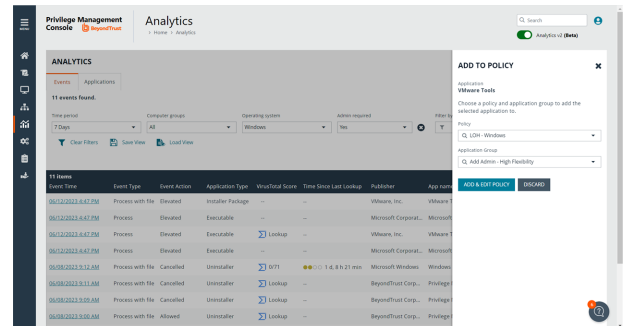 MENU
Privilege Management
Console BeyondTrust
Analytics
> Home > Analytics
Search
Analytics v2 (Beta)
ANALYTICS
Events
Applications
11 events found.
Time period
Computer groups
Operating system
Admin required
Filter by
7 Days
All
Windows
Yes
Clear Filters
Save View
Load View
11 items
Event Time Event Type Event Action Application Type VirusTotal Score Time Since Last Lookup Publisher App name
06/12/2023 4:47 PM Process with file Elevated Installer Package -- -- VMware, Inc. VMware T
06/12/2023 4:47 PM Process Elevated Executable -- -- Microsoft Corporat... Microsoft
06/12/2023 4:47 PM Process Elevated Executable Lookup -- VMware, Inc. VMware T
06/12/2023 4:47 PM Process Elevated Executable -- -- Microsoft Corporat... Microsoft
06/08/2023 9:12 AM Process with file Cancelled Uninstaller 0/71 1 d, 8 h 21 min Microsoft Windows Windows
06/08/2023 9:11 AM Process with file Cancelled Uninstaller Lookup -- BeyondTrust Corp... Privilege
06/08/2023 9:09 AM Process with file Cancelled Uninstaller Lookup -- BeyondTrust Corp... Privilege
06/08/2023 9:00 AM Process with file Allowed Uninstaller Lookup -- BeyondTrust Corp... Privilege
ADD TO POLICY
Application
VMware Tools
Choose a policy and application group to add the
selected application to.
Policy
LOH - Windows
Application Group
Add Admin - High Flexibility
ADD & EDIT POLICY
DISCARD